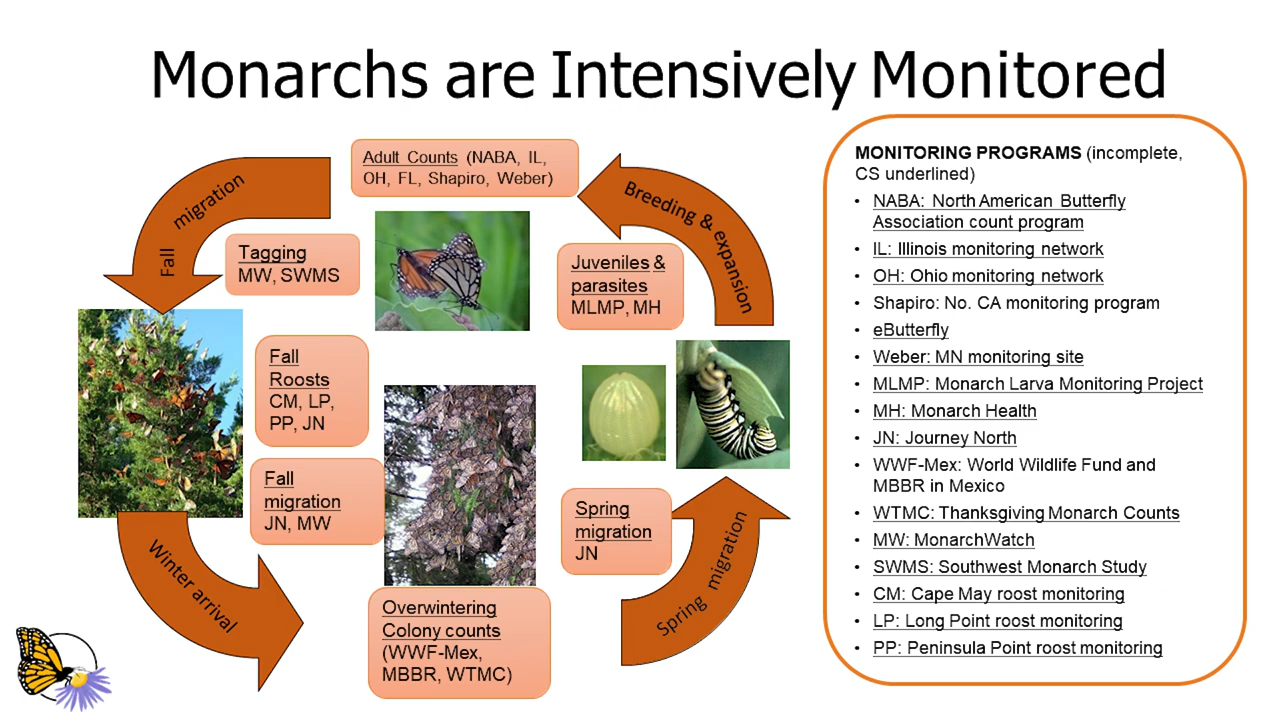 Monarchs are Intensively Monitored
Adult Counts (NABA, IL,
OH, FL, Shapiro, Weber)
Fall migration
Breeding & expansion
Tagging
MW, SWMS
Juveniles &
parasites
MLMP, MH
Fall
Roosts
CM, LP,
PP, JN
Fall
migration
JN, MW
Spring
migration
JN
Winter arrival
Spring migration
Overwintering
Colony counts
(WWF-Mex,
MBBR, WTMC)
MONITORING PROGRAMS (incomplete,
CS underlined)
• NABA: North American Butterfly
Association count program
• IL: Illinois monitoring network
• OH: Ohio monitoring network
• Shapiro: No. CA monitoring program
• eButterfly
• Weber: MN monitoring site
• MLMP: Monarch Larva Monitoring Project
• MH: Monarch Health
• JN: Journey North
• WWF-Mex: World Wildlife Fund and
MBBR in Mexico
• WTMC: Thanksgiving Monarch Counts
• MW: MonarchWatch
• SWMS: Southwest Monarch Study
• CM: Cape May roost monitoring
• LP: Long Point roost monitoring
• PP: Peninsula Point roost monitoring